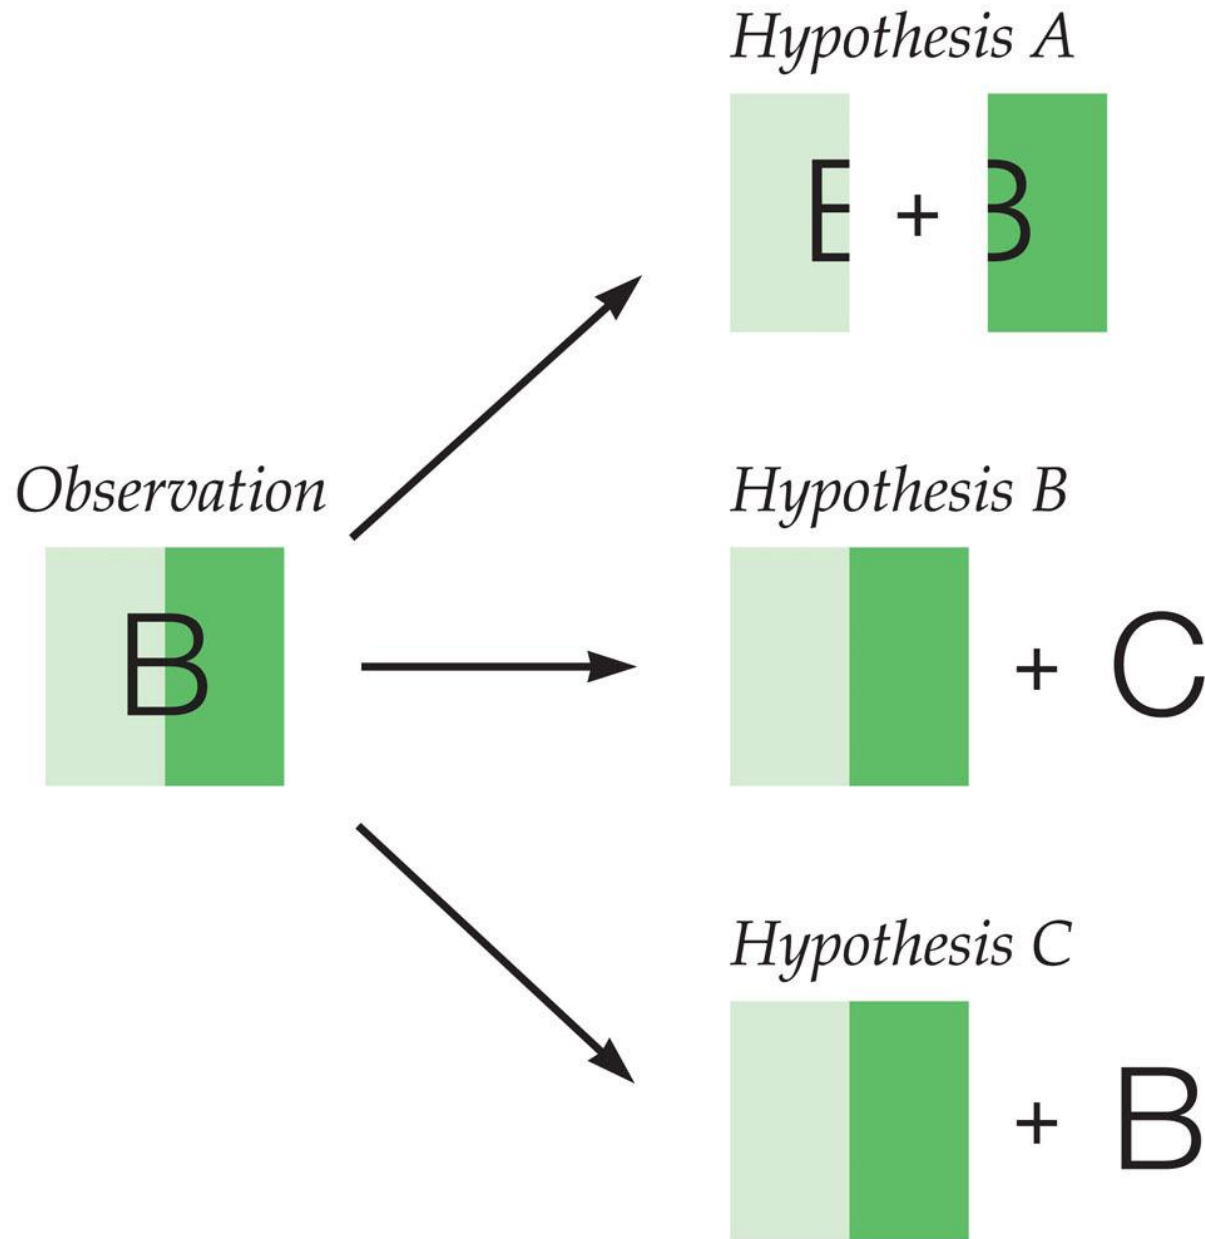 Hypothesis A
E + B
Observation
B
Hypothesis B
+ C
Hypothesis C
+ B